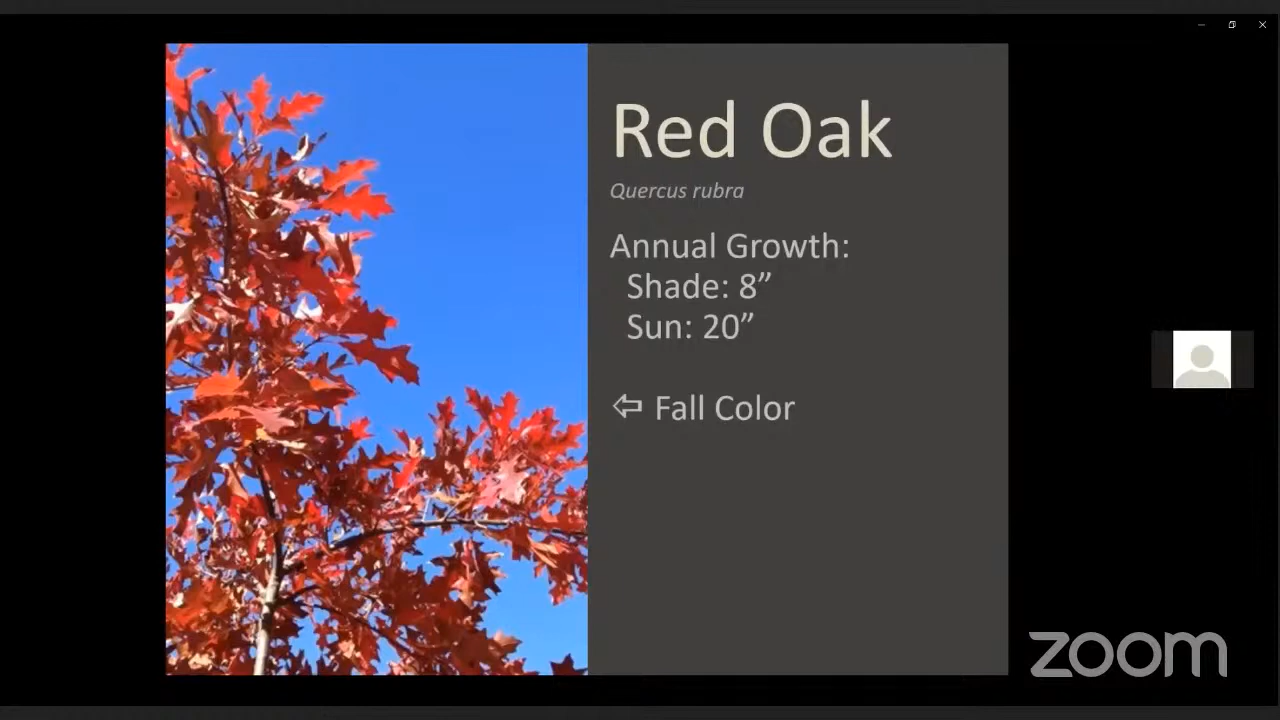 Red Oak
Quercus rubra
Annual Growth:
Shade: 8”
Sun: 20”
⇦ Fall Color
zoom